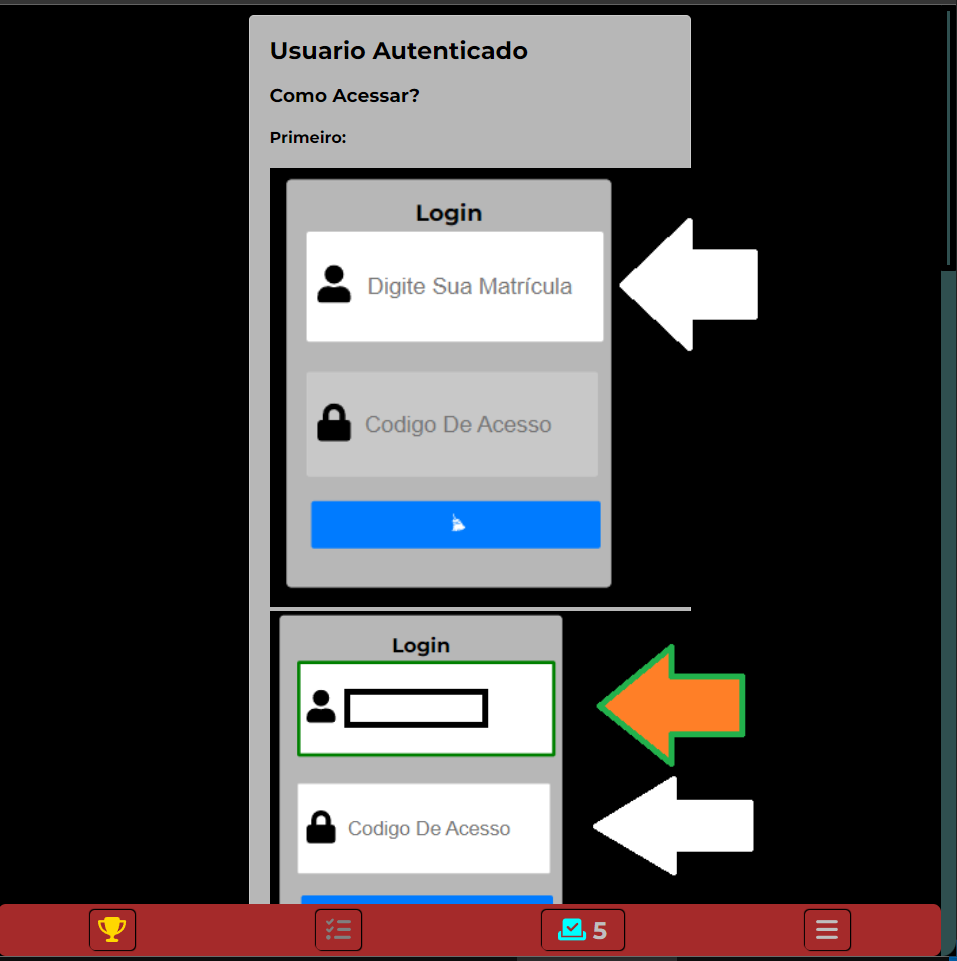 Usuario Autenticado
Como Acessar?
Primeiro:
Login
Digite Sua Matrícula
Codigo De Acesso
Login
Codigo De Acesso
5